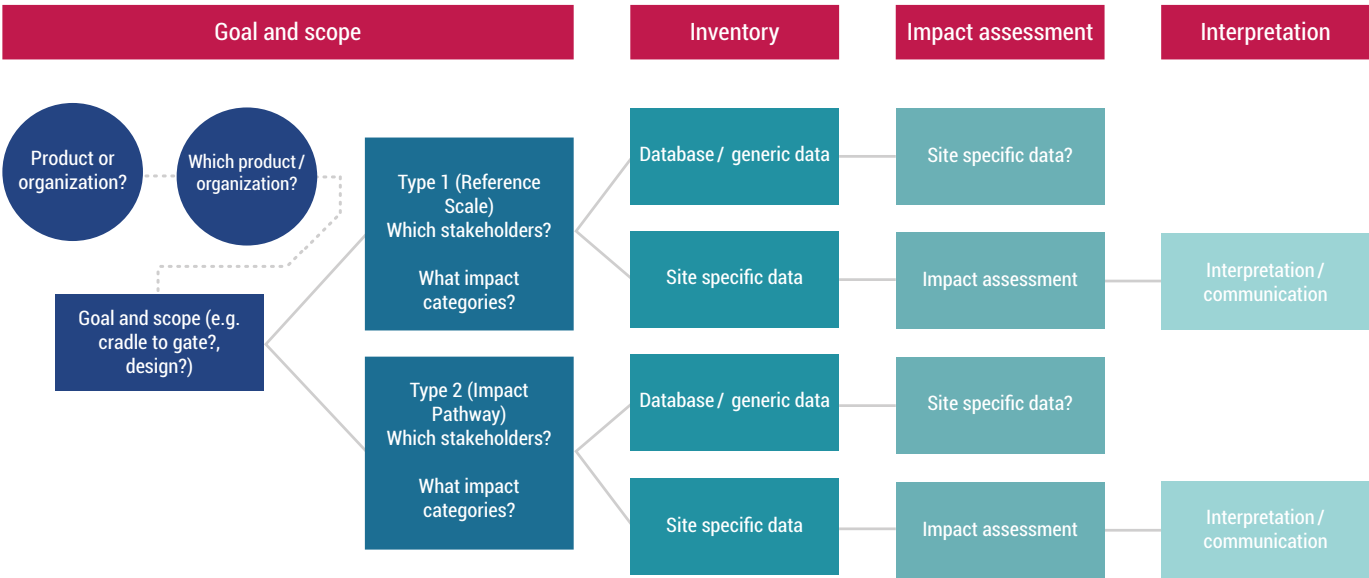 Goal and scope
Inventory
Impact assessment
Interpretation
Product or
organization?
Which product /
organization?
Goal and scope (e.g.
cradle to gate?,
design?)
Type 1 (Reference
Scale)
Which stakeholders?
What impact
categories?
Type 2 (Impact
Pathway)
Which stakeholders?
What impact
categories?
Database / generic data
Site specific data?
Site specific data
Impact assessment
Interpretation /
communication
Database / generic data
Site specific data?
Site specific data
Impact assessment
Interpretation /
communication